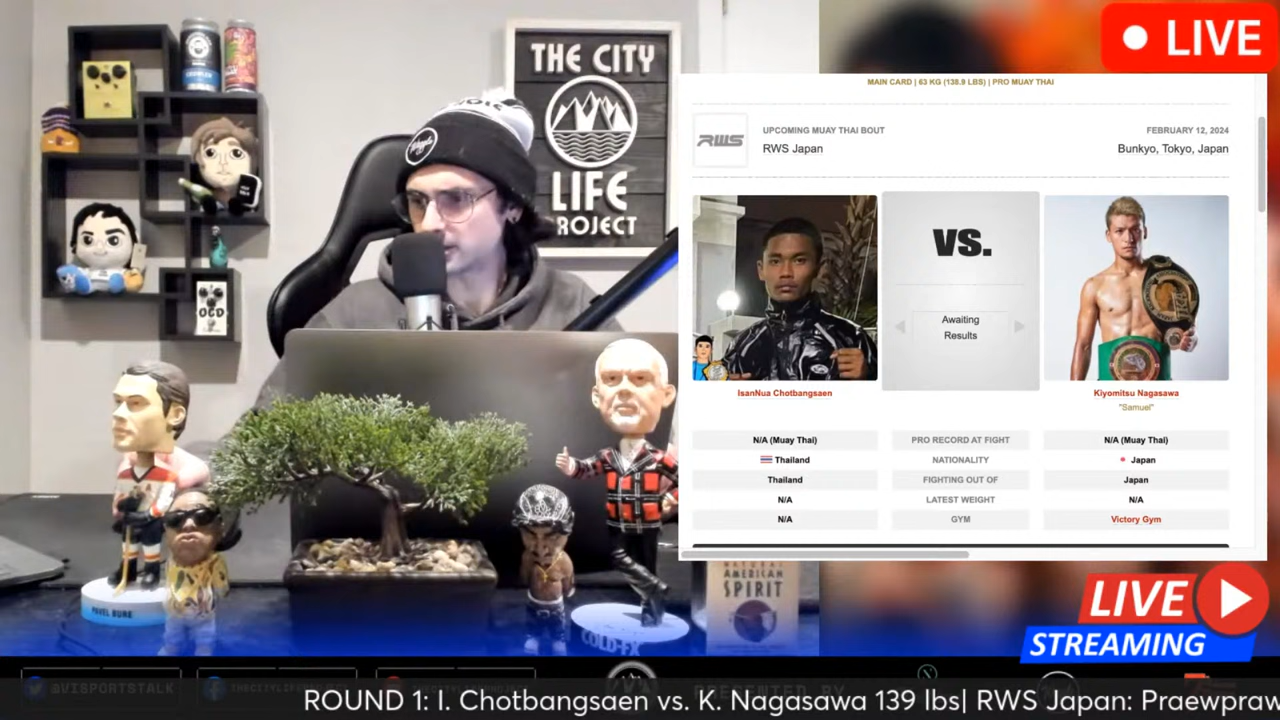 LIVE
THE CITY
LIFE
PROJECT
OCD
MAIN CARD | 63 KG (138.9 LBS) | PRO MUAY THAI
RWS
UPCOMING MUAY THAI BOUT
FEBRUARY 12, 2024
RWS Japan
Bunkyo, Tokyo, Japan
VS.
Awaiting
Results
IsanNua Chotbangsaen
Kiyomitsu Nagasawa
"Samuel"
N/A (Muay Thai) PRO RECORD AT FIGHT N/A (Muay Thai)
Thailand NATIONALITY Japan
Thailand FIGHTING OUT OF Japan
N/A LATEST WEIGHT N/A
N/A GYM Victory Gym
PAVEL BURE
COLD-FX
NATURAL
AMERICAN
SPIRIT
LIVE
STREAMING
@VISPORTSTALK
PRESENTED BY
ROUND 1: I. Chotbangsaen vs. K. Nagasawa 139 lbs| RWS Japan: Praewpraw